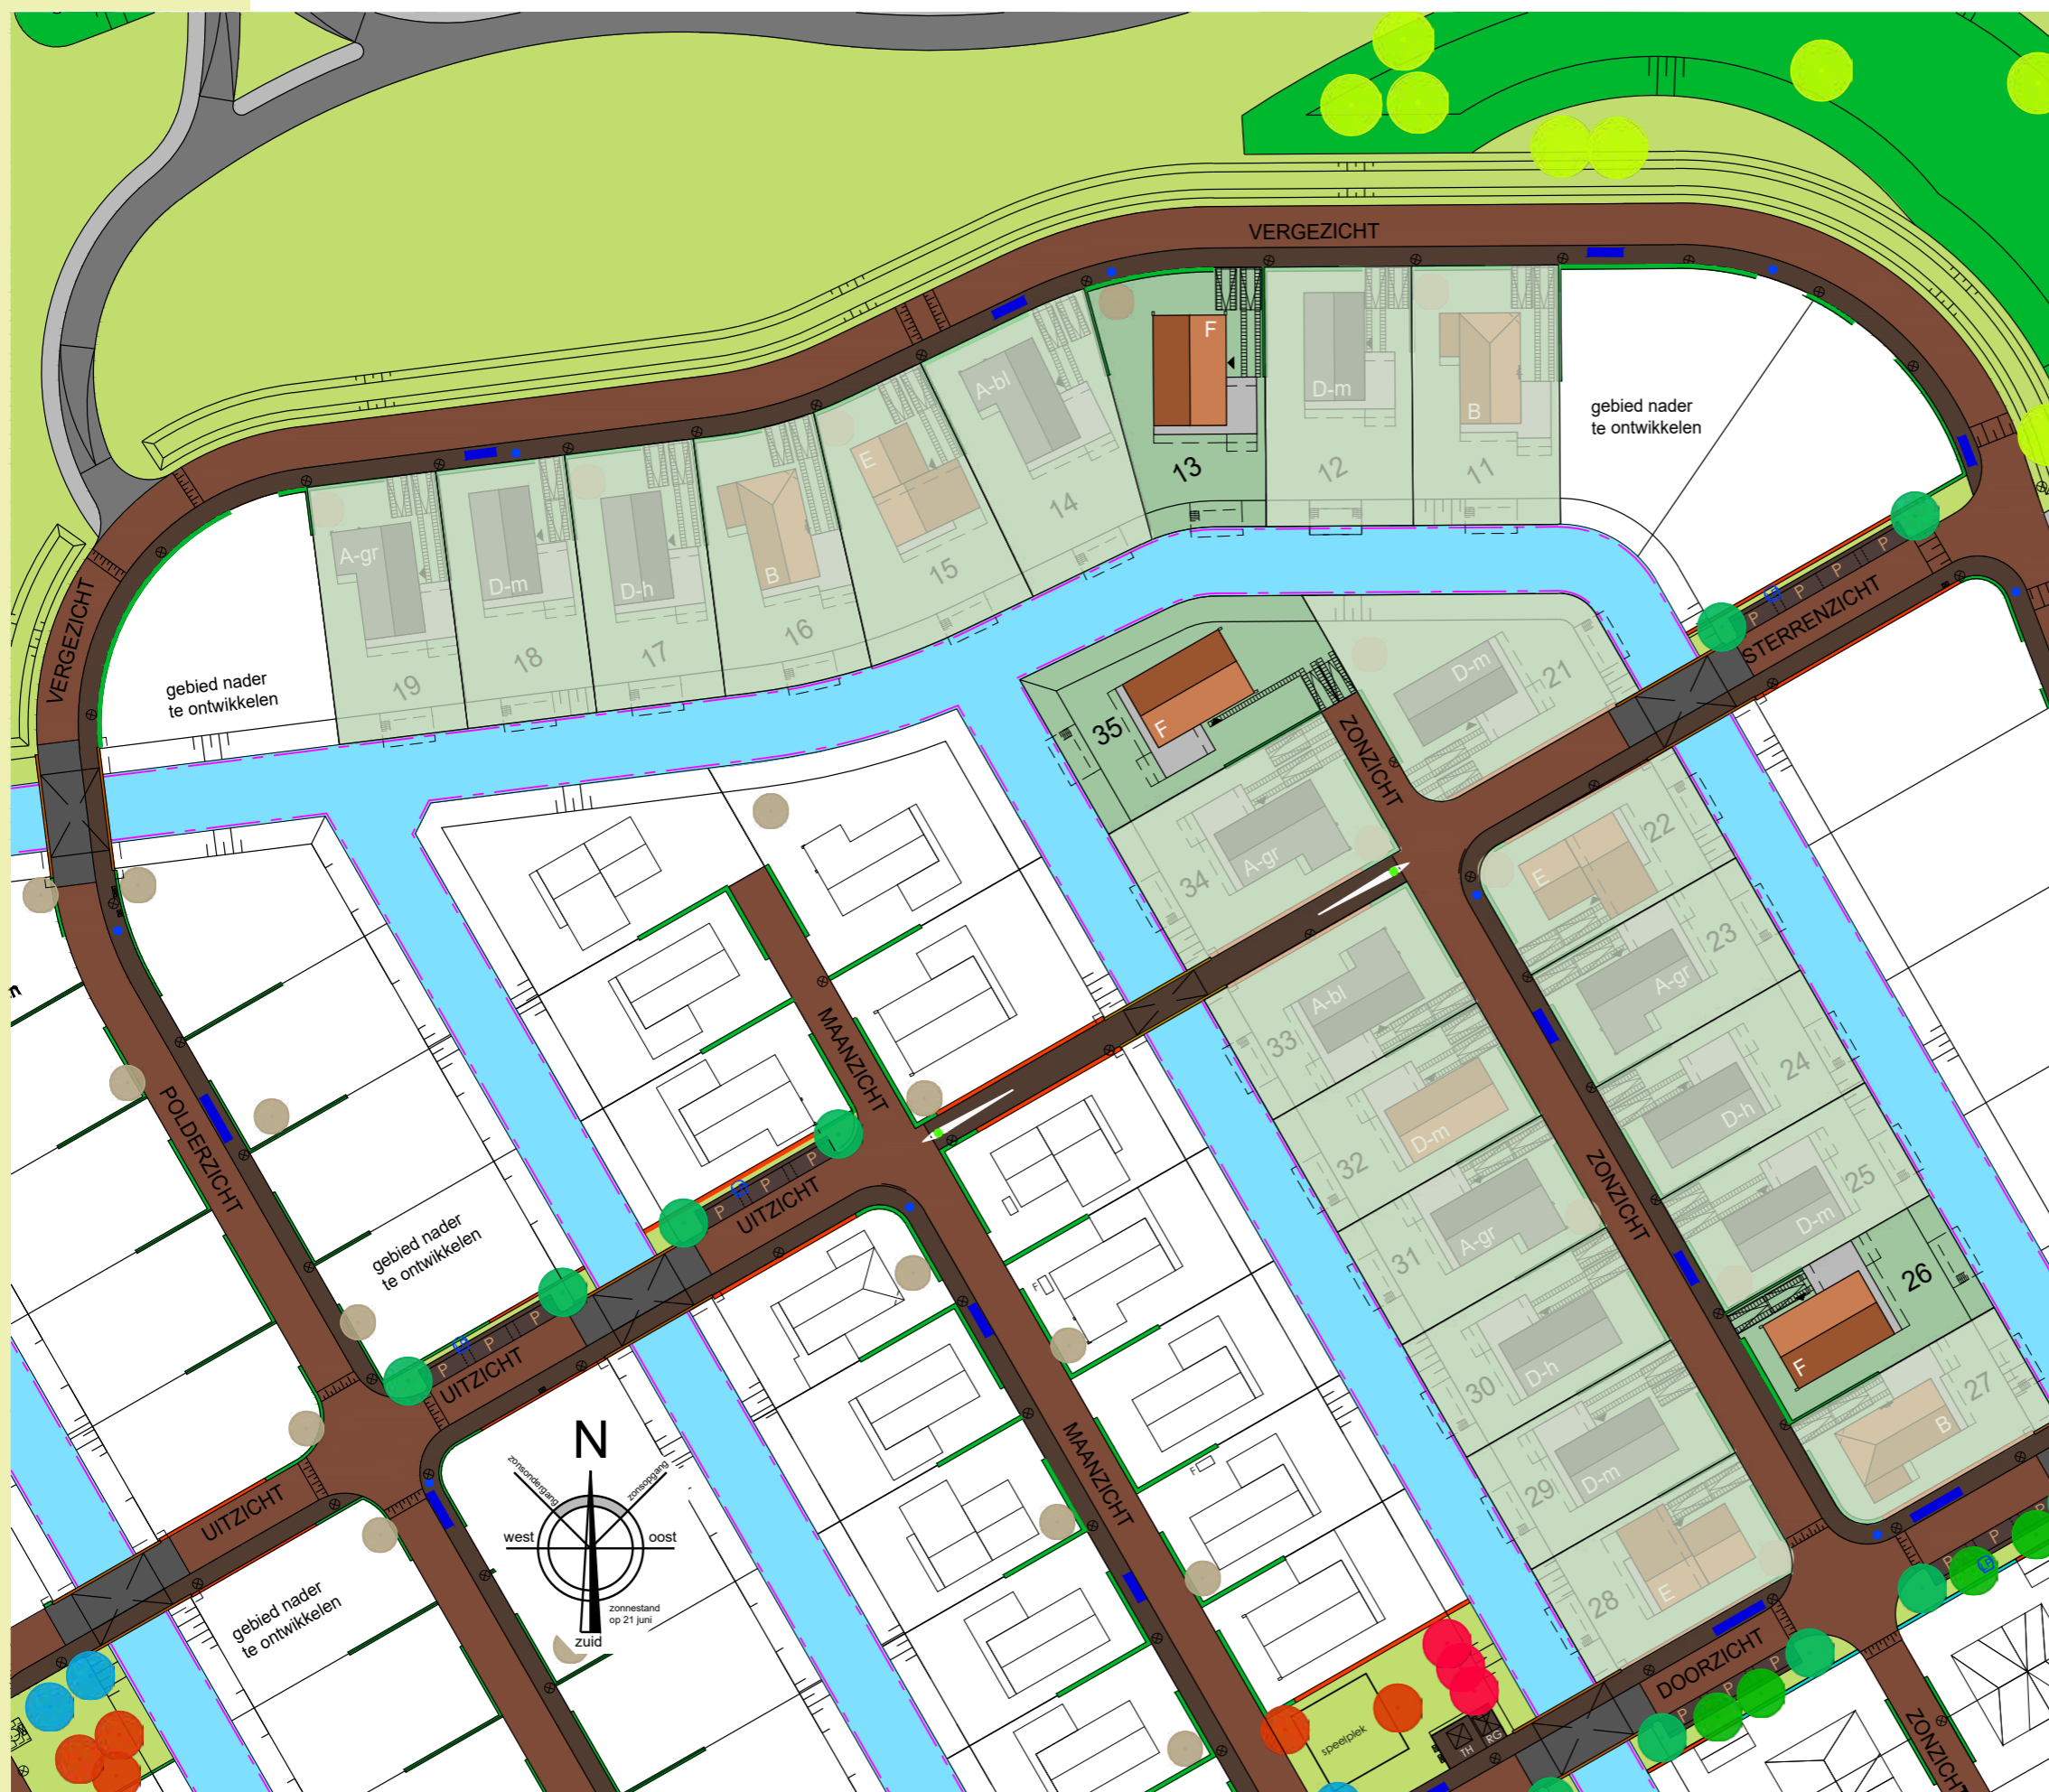 VERGEZICHT
F
13
D-m
12
B
11
gebied nader
te ontwikkelen
A-bl
14
E
15
B
16
D-h
17
D-m
18
A-gr
19
VERGEZICHT
gebied nader
te ontwikkelen
P
P
P
P
STERRENZICHT
35
F
D-m
21
ZONZICHT
A-gr
34
E
22
A-gr
23
A-bl
33
D-h
24
D-m
32
D-m
25
A-gr
31
ZONZICHT
F
26
D-h
30
B
27
D-m
29
E
28
MAANZICHT
POLDERZICHT
P
P
P
UITZICHT
gebied nader
te ontwikkelen
P
P
P
UITZICHT
F
F
MAANZICHT
N
zonsondergang
zonsopgang
west
oost
zonnestand
op 21 juni
zuid
UITZICHT
gebied nader
te ontwikkelen
speelplek
TH
RG
DOORZICHT
P
P
P
P
P
P
ZONZICHT